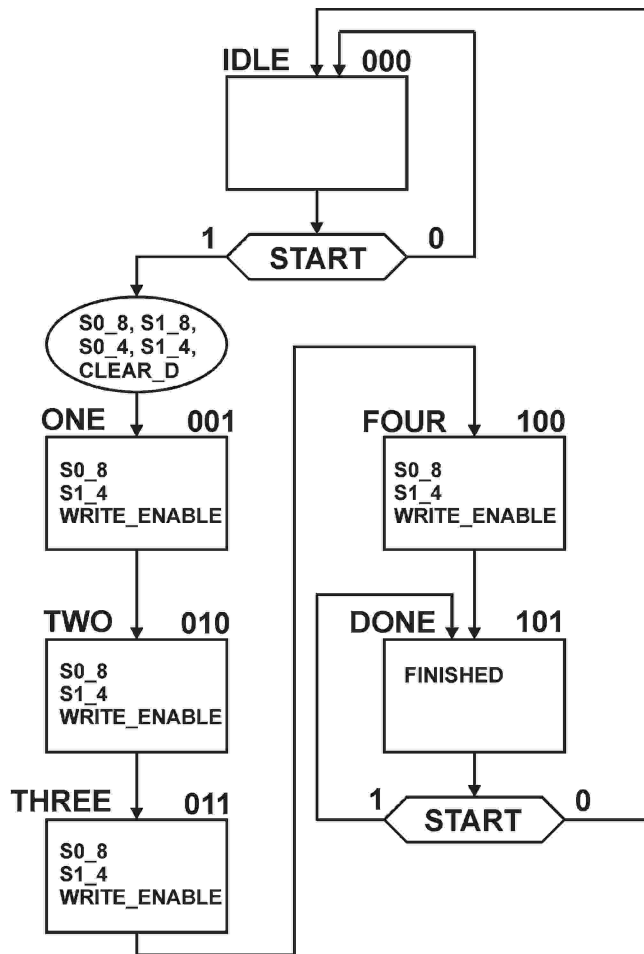 IDLE 000
START
1
0
S0_8, S1_8,
S0_4, S1_4,
CLEAR_D
ONE 001
S0_8
S1_4
WRITE_ENABLE
TWO 010
S0_8
S1_4
WRITE_ENABLE
THREE 011
S0_8
S1_4
WRITE_ENABLE
FOUR 100
S0_8
S1_4
WRITE_ENABLE
DONE 101
FINISHED
1
START
0